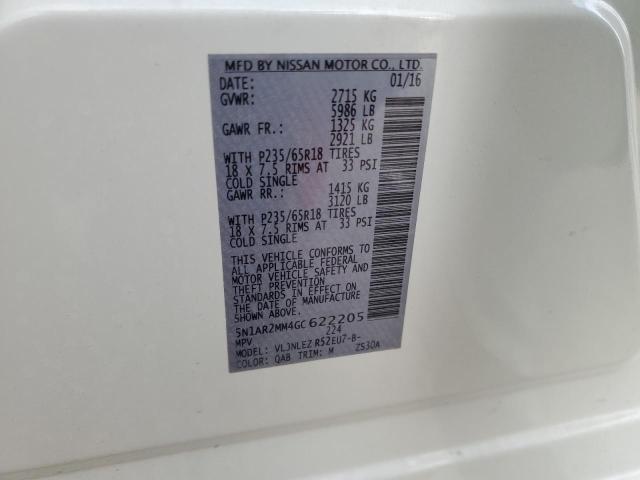 MFD BY NISSAN MOTOR CO., LTD.
DATE: 01/16
GVWR: 2715 KG
5986 LB
GAWR FR.: 1325 KG
2921 LB
WITH P235/65R18 TIRES
18 X 7.5 RIMS AT 33 PSI
COLD SINGLE
GAWR RR.: 1415 KG
3120 LB
WITH P235/65R18 TIRES
18 X 7.5 RIMS AT 33 PSI
COLD SINGLE
THIS VEHICLE CONFORMS TO
ALL APPLICABLE FEDERAL
MOTOR VEHICLE SAFETY AND
THEFT PREVENTION
STANDARDS IN EFFECT ON
THE DATE OF MANUFACTURE
SHOWN ABOVE.
5N1AR2MM4GC622205
MPV 224
MODEL: VLJNLEZ R52EU7-B-
COLOR: QAB TRIM: M ZS30A